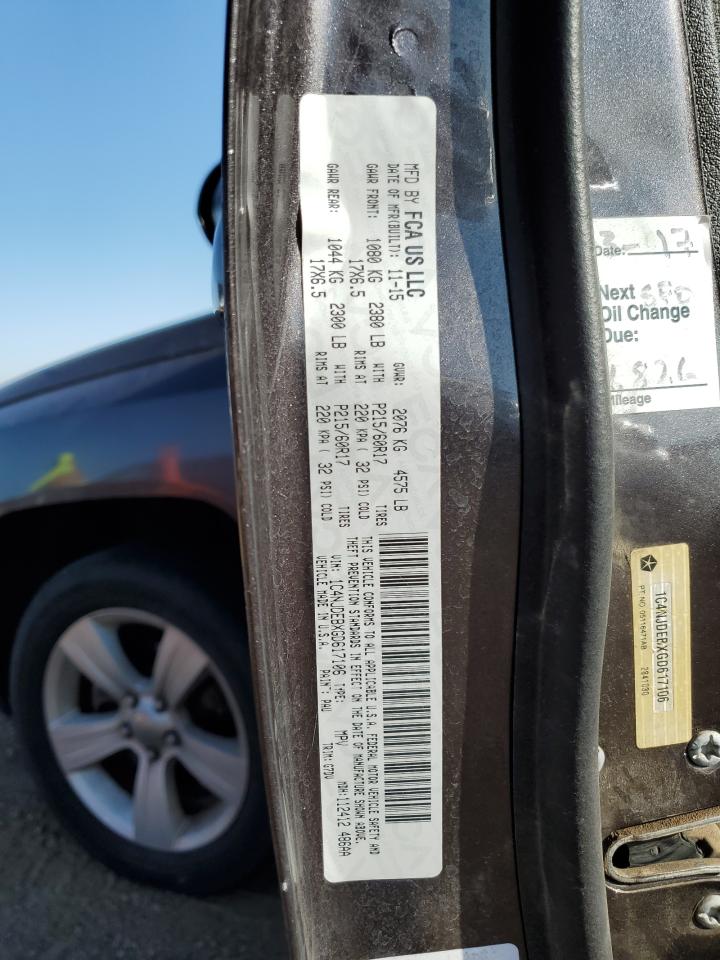 MFD BY FCA US LLC
DATE OF MFR(BUILT): 11-15 GVWR: 2076 KG 4575 LB
GAWR FRONT: 1080 KG 2380 LB WITH P215/60R17 TIRES
17X6.5 RIMS AT 220 KPA ( 32 PSI) COLD
GAWR REAR: 1044 KG 2300 LB WITH P215/60R17 TIRES
17X6.5 RIMS AT 220 KPA ( 32 PSI) COLD
THIS VEHICLE CONFORMS TO ALL APPLICABLE U.S.A. FEDERAL MOTOR VEHICLE SAFETY AND
THEFT PREVENTION STANDARDS IN EFFECT ON THE DATE OF MANUFACTURE SHOWN ABOVE.
VIN: 1C4NJDEBXGD617106 TYPE: MPV MDH:112412 486AA
VEHICLE MADE IN U.S.A. PAINT: PAU TRIM: G7DV
Date:
Next
Oil Change
Due:
Mileage
1C4NJDEBXGD617106
PT NO.